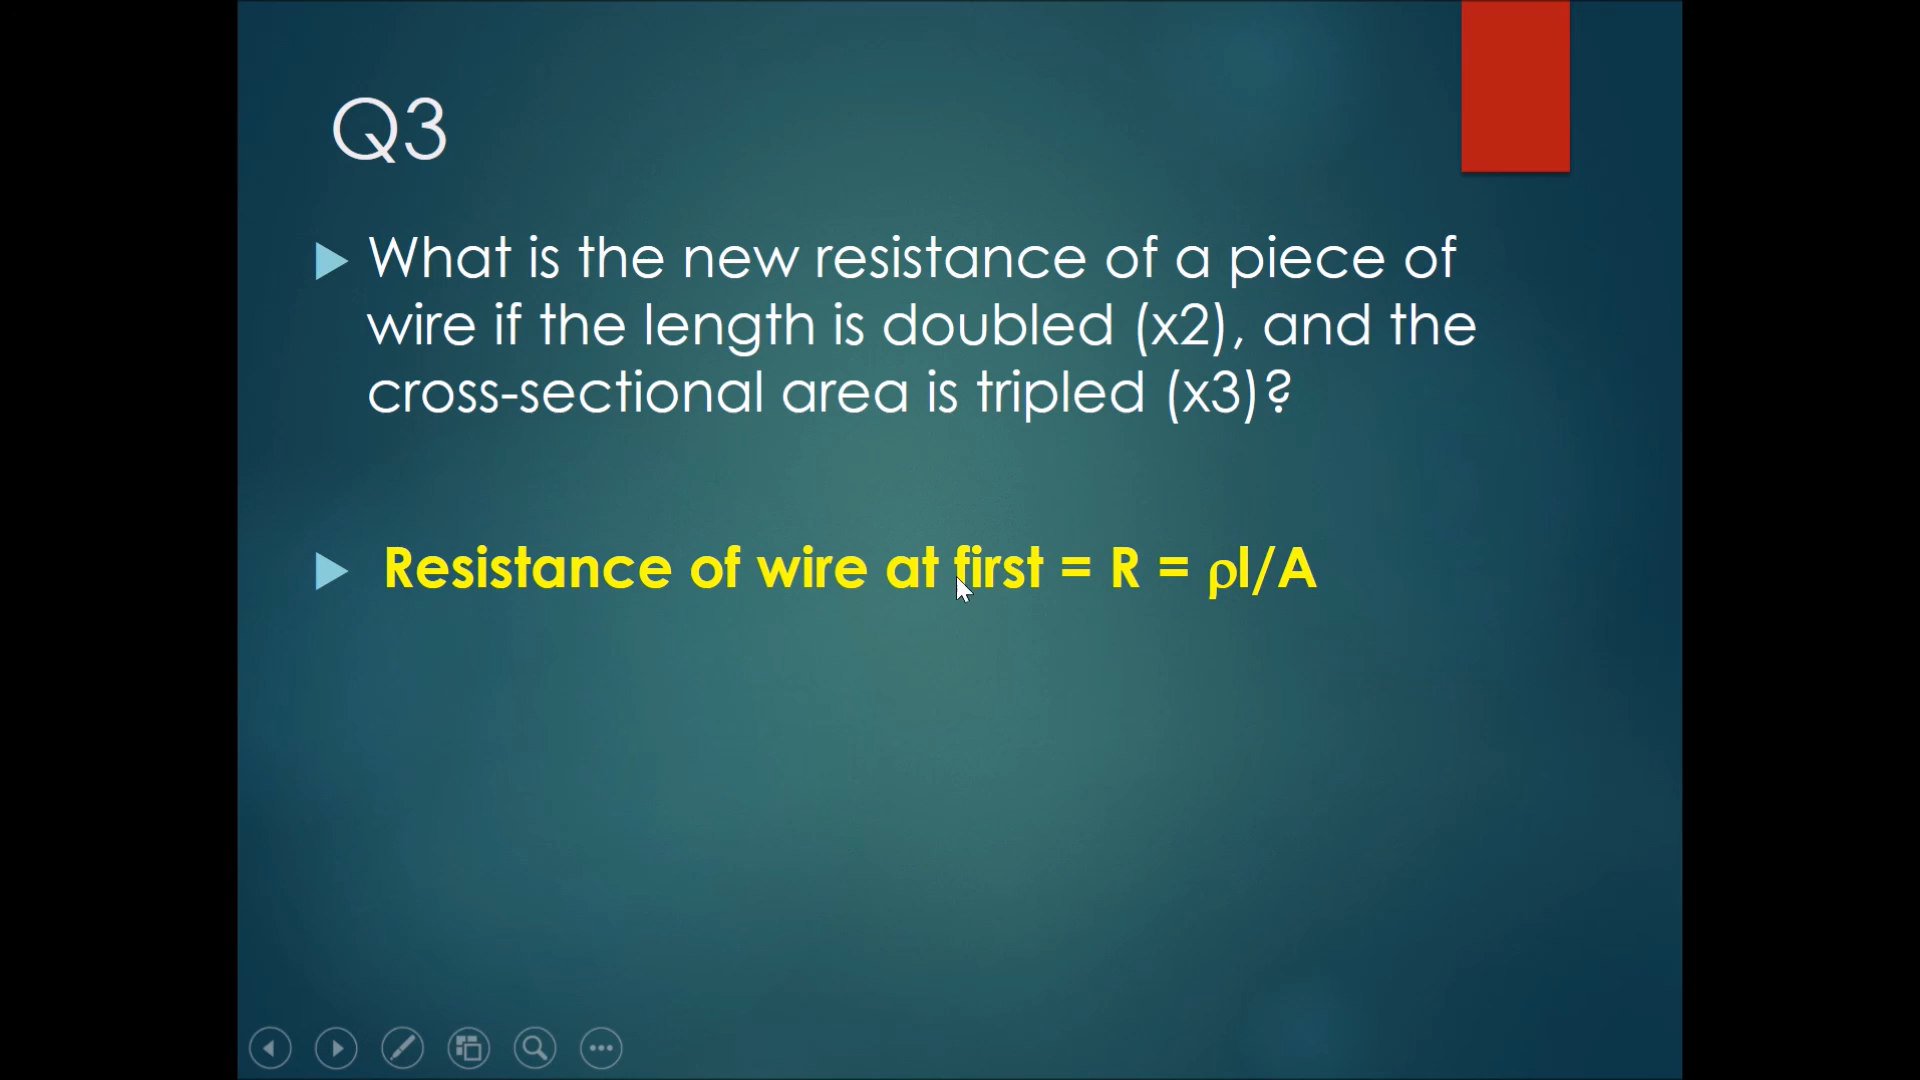 Q3
What is the new resistance of a piece of
wire if the length is doubled (x2), and the
cross-sectional area is tripled (x3)?
Resistance of wire at first = R = ρl/A